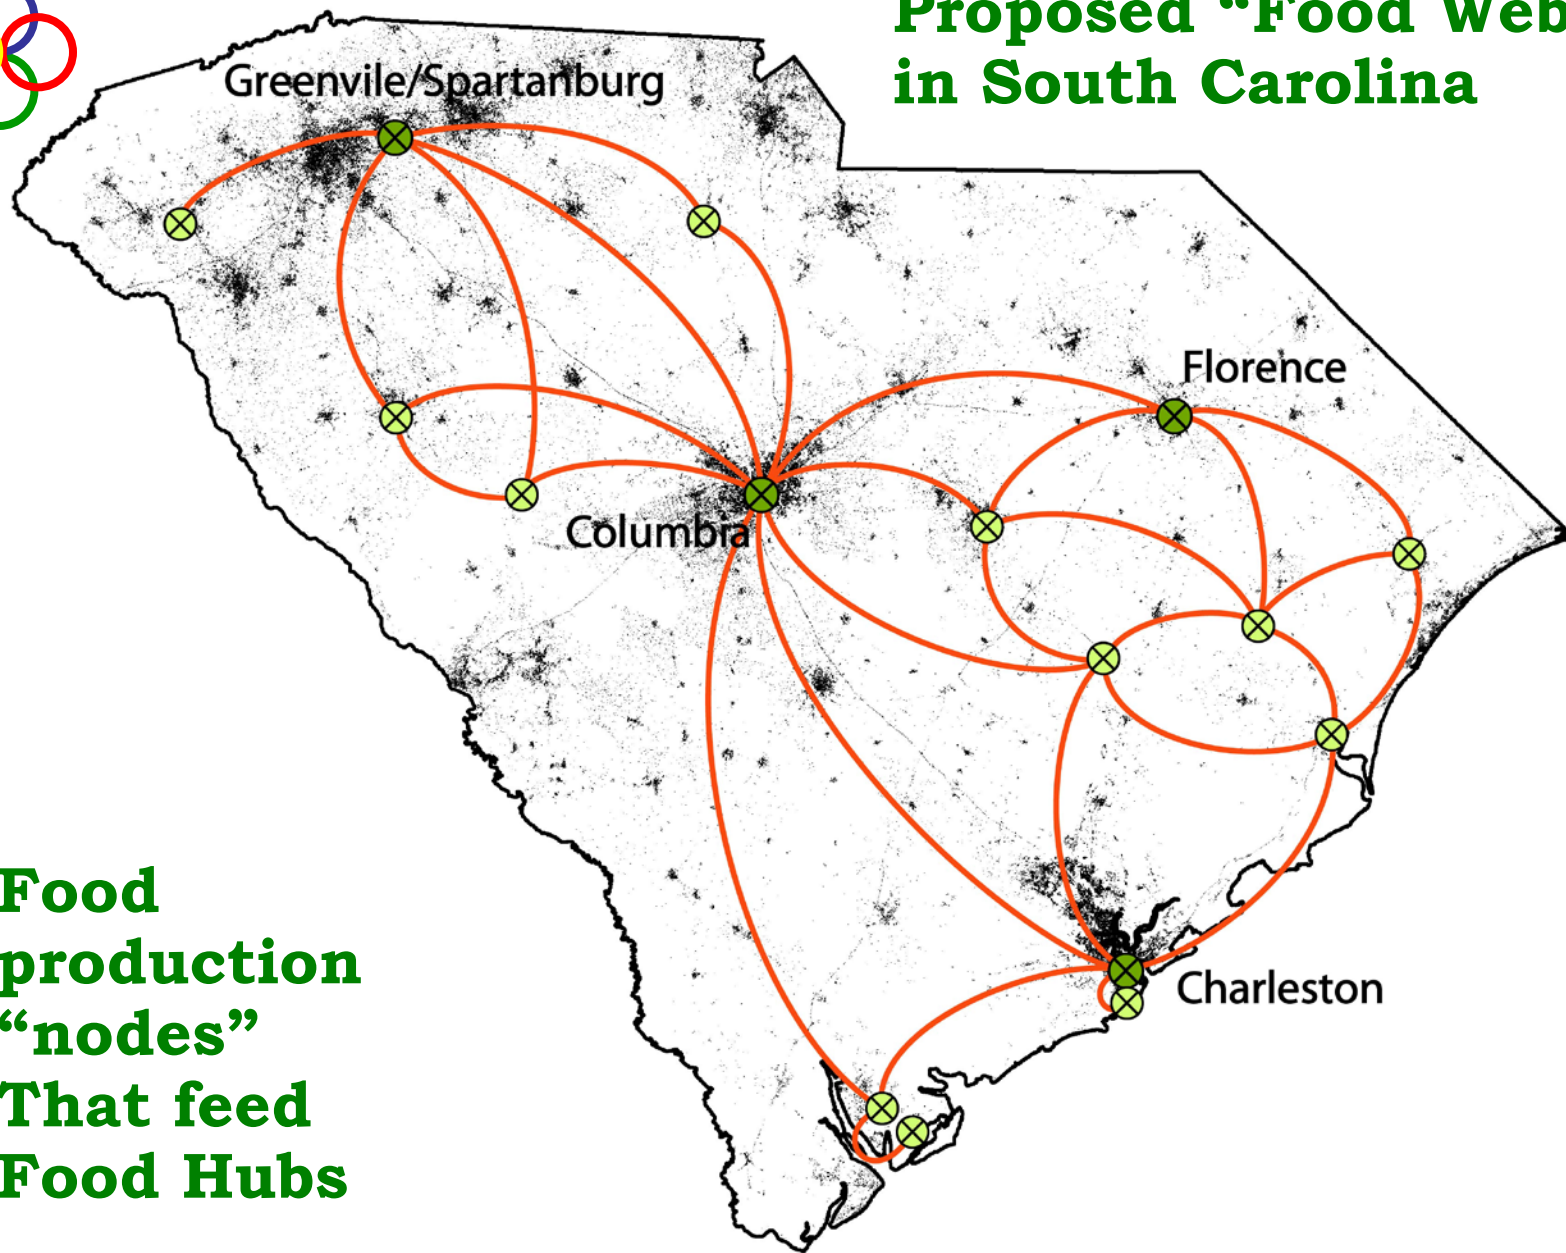 Proposed “Food Web
in South Carolina
Greenvile/Spartanburg
Florence
Columbia
Charleston
Food
production
“nodes”
That feed
Food Hubs